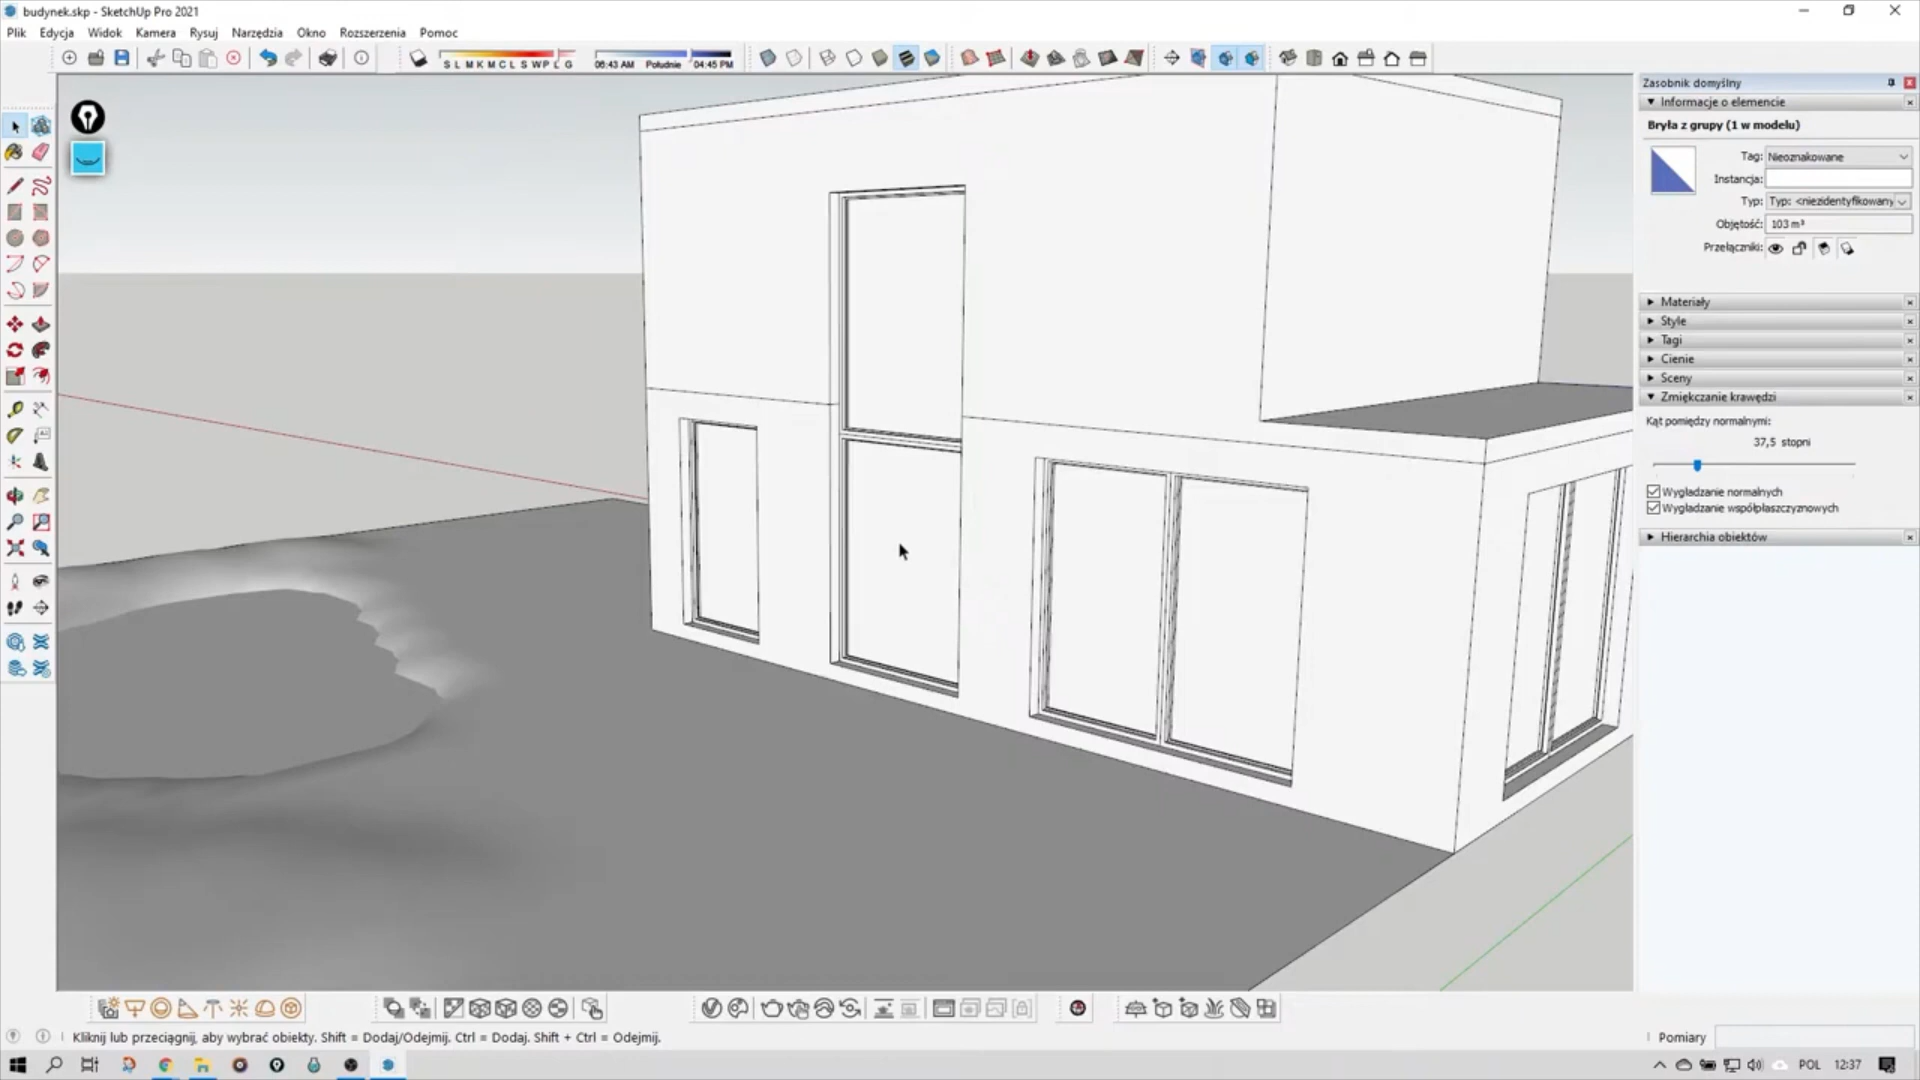 budynek.skp - SketchUp Pro 2021
Plik Edycja Widok Kamera Rysuj Narzędzia Okno Rozszerzenia Pomoc
06:43 AM Południe 04:45 PM
Zasobnik domyślny
Informacje o elemencie
Bryła z grupy (1 w modelu)
Tag: Nieoznakowane
Instancja:
Typ: Typ: <niezidentyfikowany
Objętość: 103 m³
Przełączniki:
Materiały
Style
Tagi
Cienie
Sceny
Zmiękczanie krawędzi
Kąt pomiędzy normalnymi:
37,5 stopni
Wygładzanie normalnych
Wygładzanie współpłaszczyznowych
Hierarchia obiektów
Kliknij lub przeciągnij, aby wybrać obiekty. Shift = Dodaj/Odejmij. Ctrl = Dodaj. Shift + Ctrl = Odejmij.
Pomiary
POL 12:37